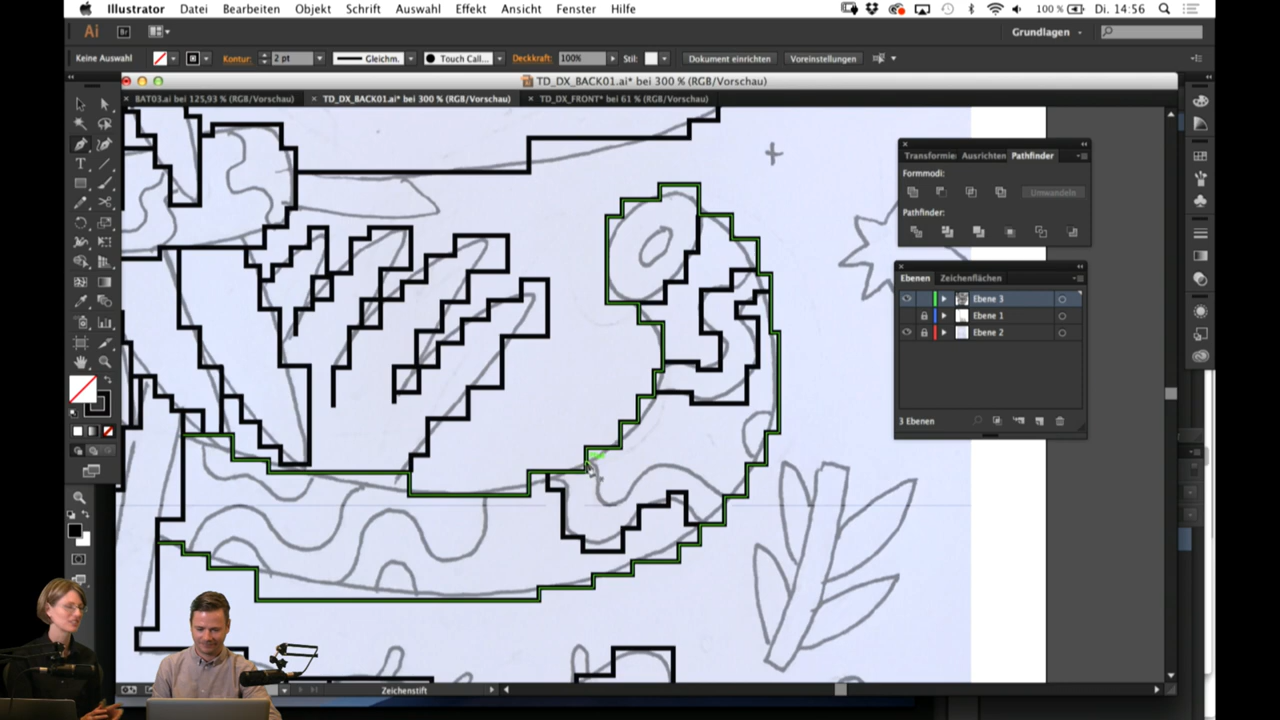 Illustrator Datei Bearbeiten Objekt Schrift Auswahl Effekt Ansicht Fenster Hilfe 100 % Di. 14:56
Ai Br Grundlagen
Keine Auswahl Kontur: 2 pt Gleichm. Touch Call... Deckkraft: 100% Stil: Dokument einrichten Voreinstellungen
TD_DX_BACK01.ai* bei 300 % (RGB/Vorschau)
BAT03.ai bei 125,93 % (RGB/Vorschau) TD_DX_BACK01.ai* bei 300 % (RGB/Vorschau) TD_DX_FRONT* bei 61 % (RGB/Vorschau)
Transformie Ausrichten Pathfinder
Formmodi:
Umwandeln
Pathfinder:
Ebenen Zeichenflächen
Ebene 3
Ebene 1
Ebene 2
3 Ebenen
Zeichenstift